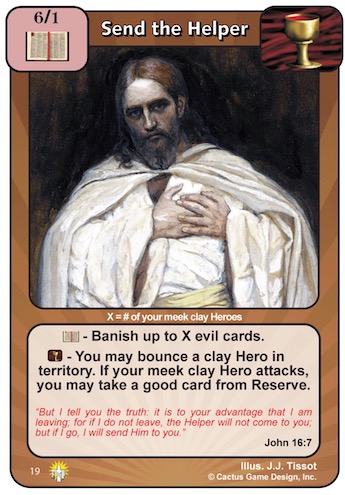 6/1
Send the Helper
X = # of your meek clay Heroes
- Banish up to X evil cards.
- You may bounce a clay Hero in
territory. If your meek clay Hero attacks,
you may take a good card from Reserve.
“But I tell you the truth: it is to your advantage that I am
leaving; for if I do not leave, the Helper will not come to you;
but if I go, I will send Him to you.”
John 16:7
19
Illus. J.J. Tissot
© Cactus Game Design, Inc.